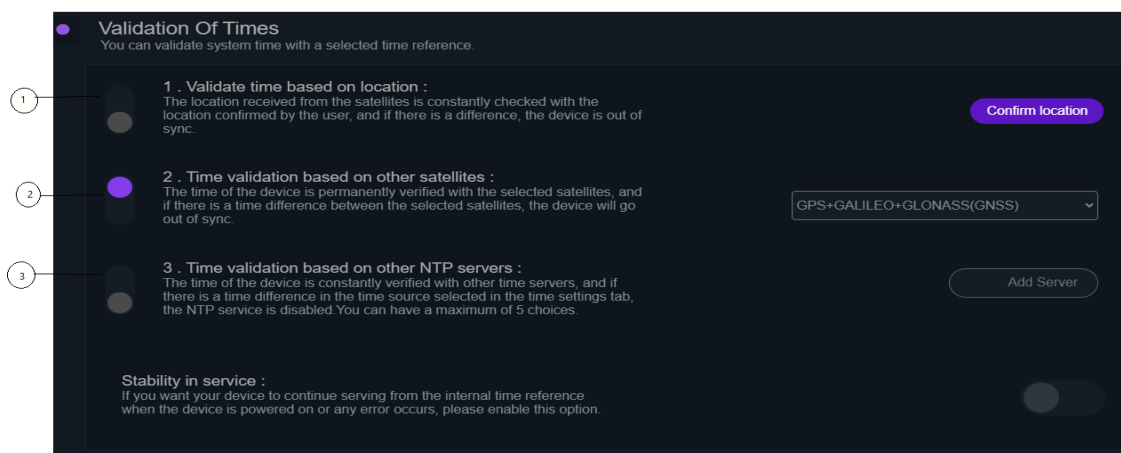 Validation Of Times
You can validate system time with a selected time reference.
1
1 . Validate time based on location :
The location received from the satellites is constantly checked with the
location confirmed by the user, and if there is a difference, the device is out of
sync.
Confirm location
2
2 . Time validation based on other satellites :
The time of the device is permanently verified with the selected satellites, and
if there is a time difference between the selected satellites, the device will go
out of sync.
GPS+GALILEO+GLONASS(GNSS)
3
3 . Time validation based on other NTP servers :
The time of the device is constantly verified with other time servers, and if
there is a time difference in the time source selected in the time settings tab,
the NTP service is disabled.You can have a maximum of 5 choices.
Add Server
Stability in service :
If you want your device to continue serving from the internal time reference
when the device is powered on or any error occurs, please enable this option.